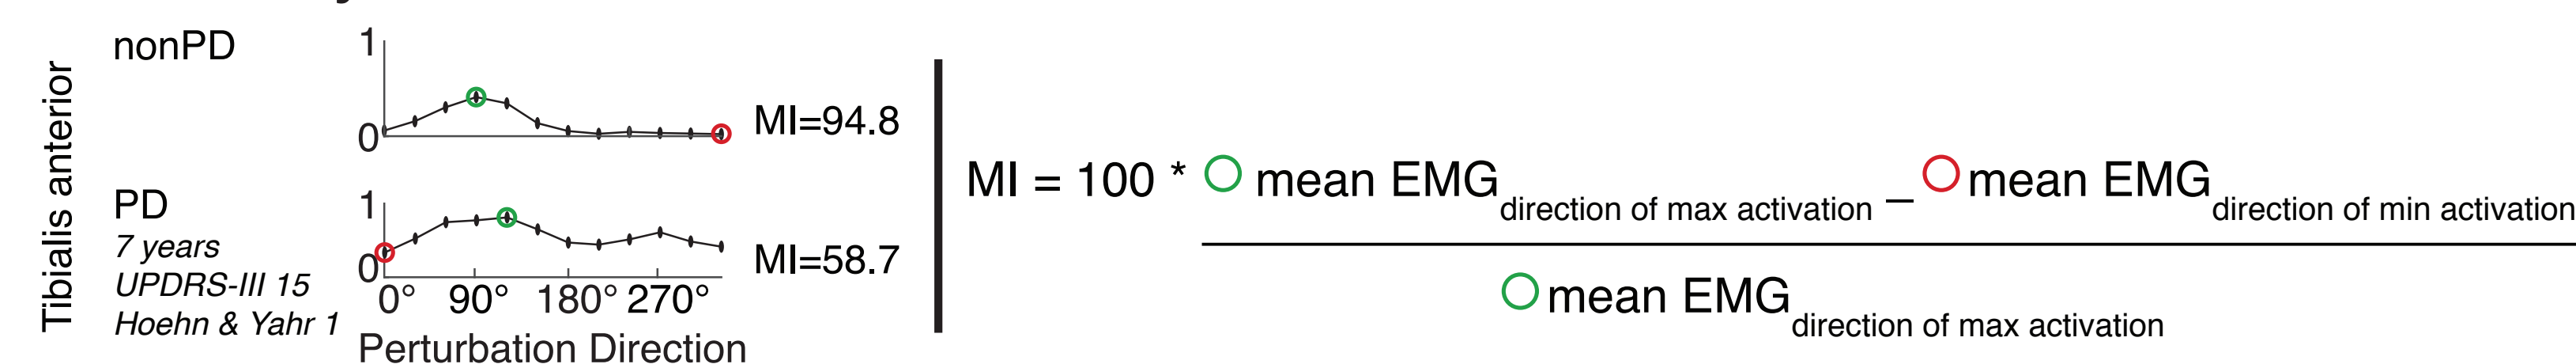 Tibialis anterior
nonPD
1
0
MI=94.8
PD
7 years
UPDRS-III 15
Hoehn & Yahr 1
1
0
MI=58.7
0° 90° 180° 270°
Perturbation Direction
MI = 100 * mean EMG direction of max activation – mean EMG direction of min activation
mean EMG direction of max activation